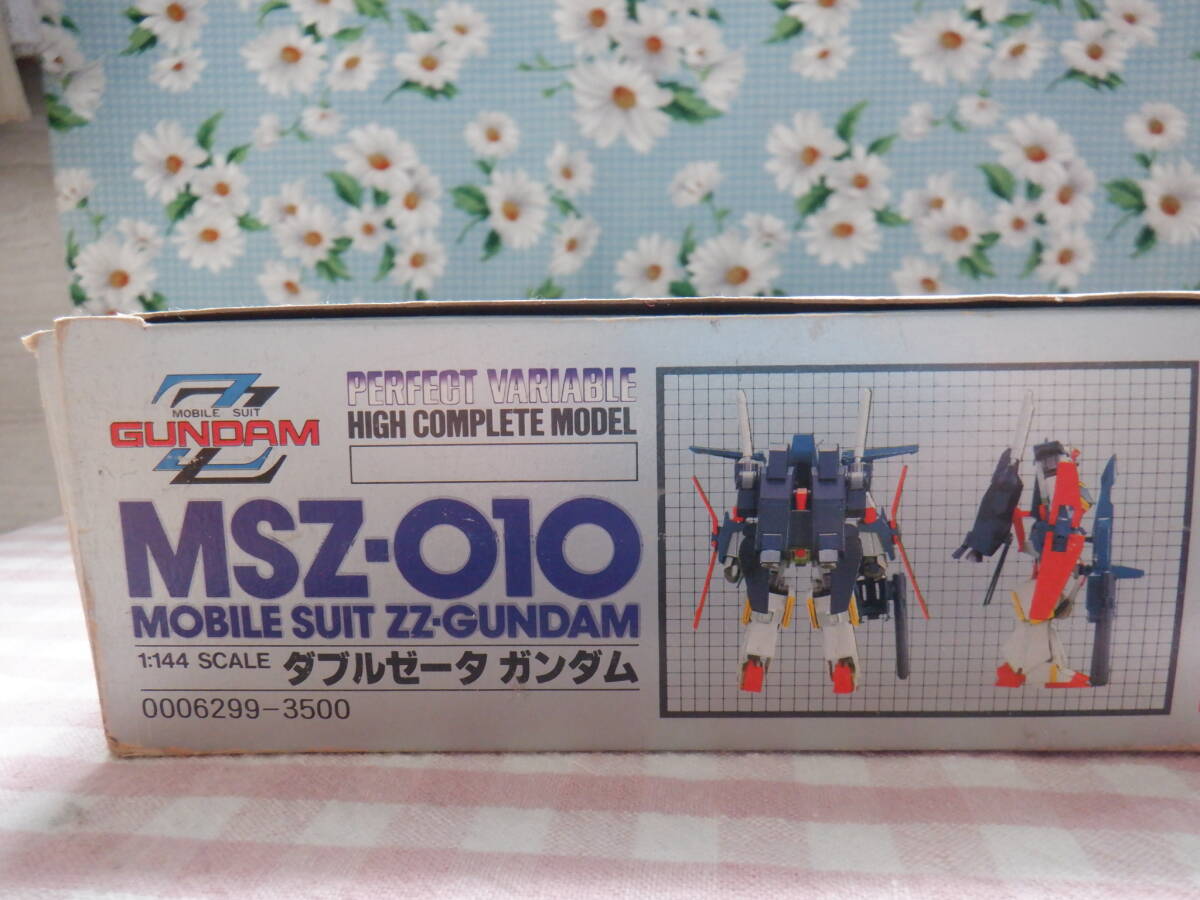 MOBILE SUIT
GUNDAM
PERFECT VARIABLE
HIGH COMPLETE MODEL
MSZ-010
MOBILE SUIT ZZ-GUNDAM
1:144 SCALE ダブルゼータ ガンダム
0006299-3500